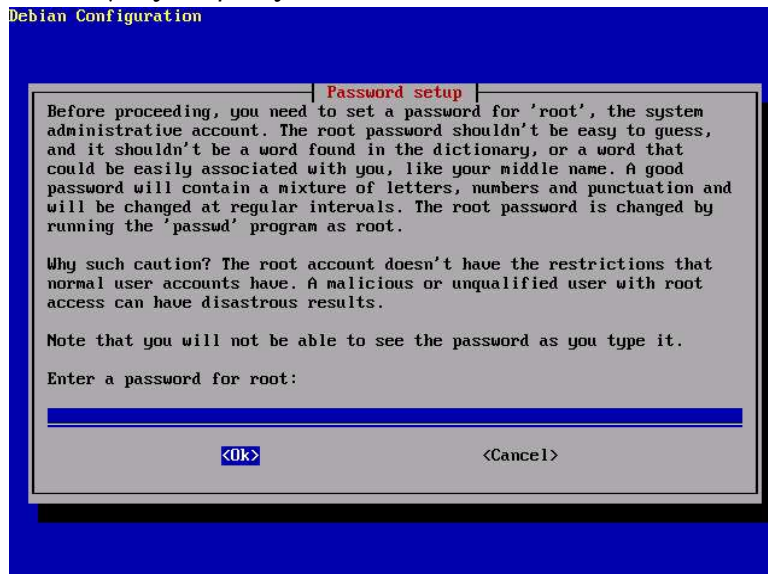 Debian Configuration
Password setup
Before proceeding, you need to set a password for 'root', the system
administrative account. The root password shouldn't be easy to guess,
and it shouldn't be a word found in the dictionary, or a word that
could be easily associated with you, like your middle name. A good
password will contain a mixture of letters, numbers and punctuation and
will be changed at regular intervals. The root password is changed by
running the 'passwd' program as root.
Why such caution? The root account doesn't have the restrictions that
normal user accounts have. A malicious or unqualified user with root
access can have disastrous results.
Note that you will not be able to see the password as you type it.
Enter a password for root:
<Ok> <Cancel>